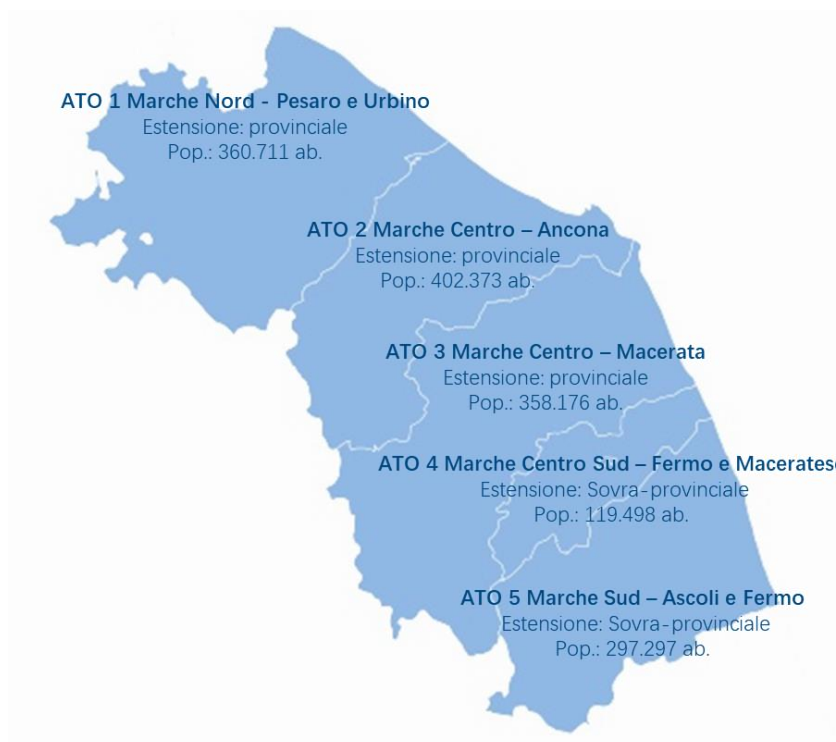 ATO 1 Marche Nord - Pesaro e Urbino
Estensione: provinciale
Pop.: 360.711 ab.
ATO 2 Marche Centro – Ancona
Estensione: provinciale
Pop.: 402.373 ab.
ATO 3 Marche Centro – Macerata
Estensione: provinciale
Pop.: 358.176 ab.
ATO 4 Marche Centro Sud – Fermo e Maceratese
Estensione: Sovra-provinciale
Pop.: 119.498 ab.
ATO 5 Marche Sud – Ascoli e Fermo
Estensione: Sovra-provinciale
Pop.: 297.297 ab.